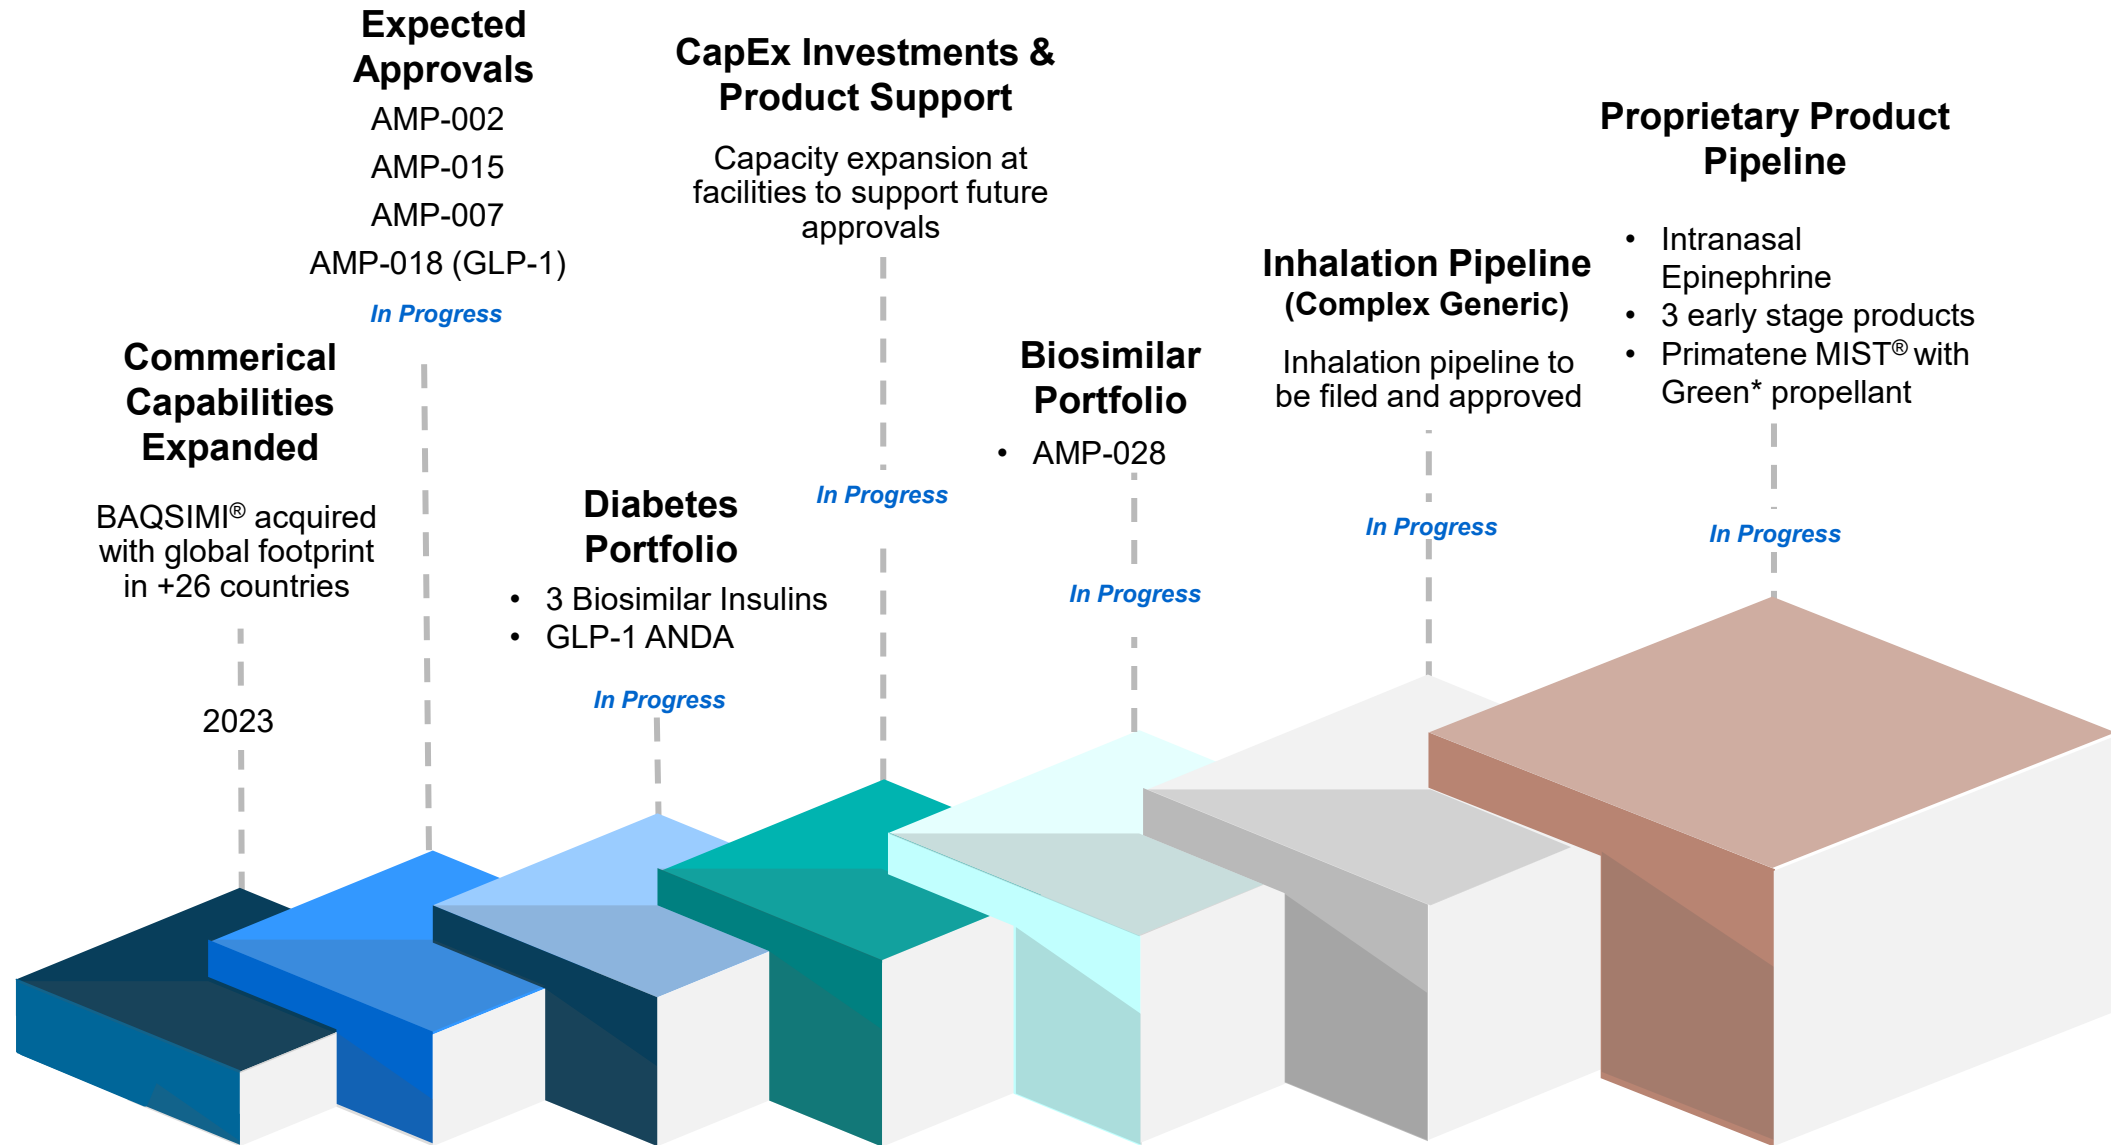 Commerical
Capabilities
Expanded
BAQSIMI® acquired
with global footprint
in +26 countries
2023
Expected
Approvals
AMP-002
AMP-015
AMP-007
AMP-018 (GLP-1)
In Progress
Diabetes
Portfolio
• 3 Biosimilar Insulins
• GLP-1 ANDA
In Progress
CapEx Investments &
Product Support
Capacity expansion at
facilities to support future
approvals
In Progress
Biosimilar
Portfolio
• AMP-028
In Progress
Inhalation Pipeline
(Complex Generic)
Inhalation pipeline to
be filed and approved
In Progress
Proprietary Product
Pipeline
• Intranasal
Epinephrine
• 3 early stage products
• Primatene MIST® with
Green* propellant
In Progress